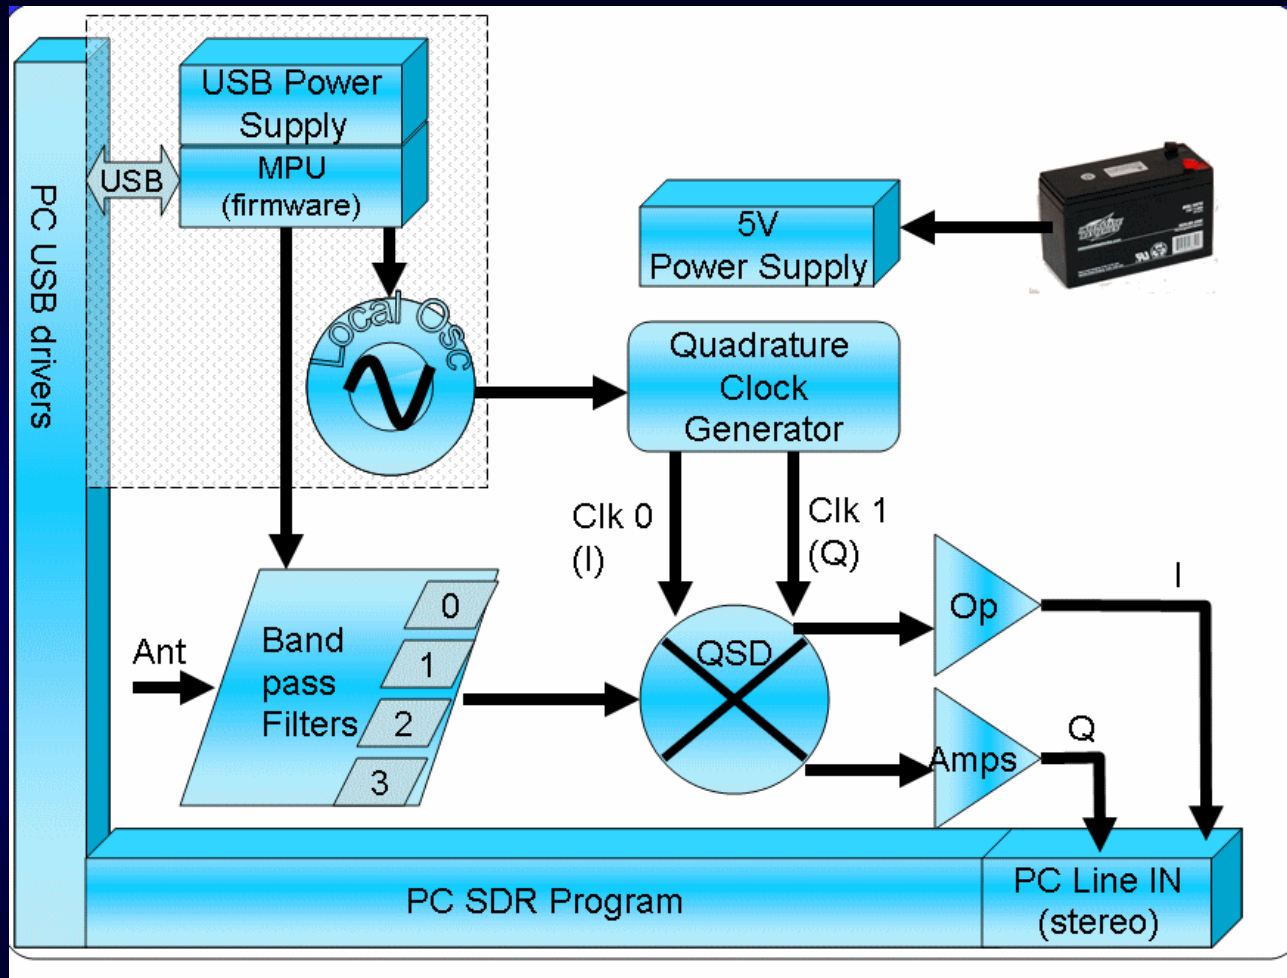 USB Power
Supply
MPU
(firmware)
USB
PC USB drivers
5V
Power Supply
Local Osc
Quadrature
Clock
Generator
Clk 0
(I)
Clk 1
(Q)
Ant
Band
pass
Filters
0
1
2
3
QSD
Op
Amps
I
Q
PC SDR Program
PC Line IN
(stereo)